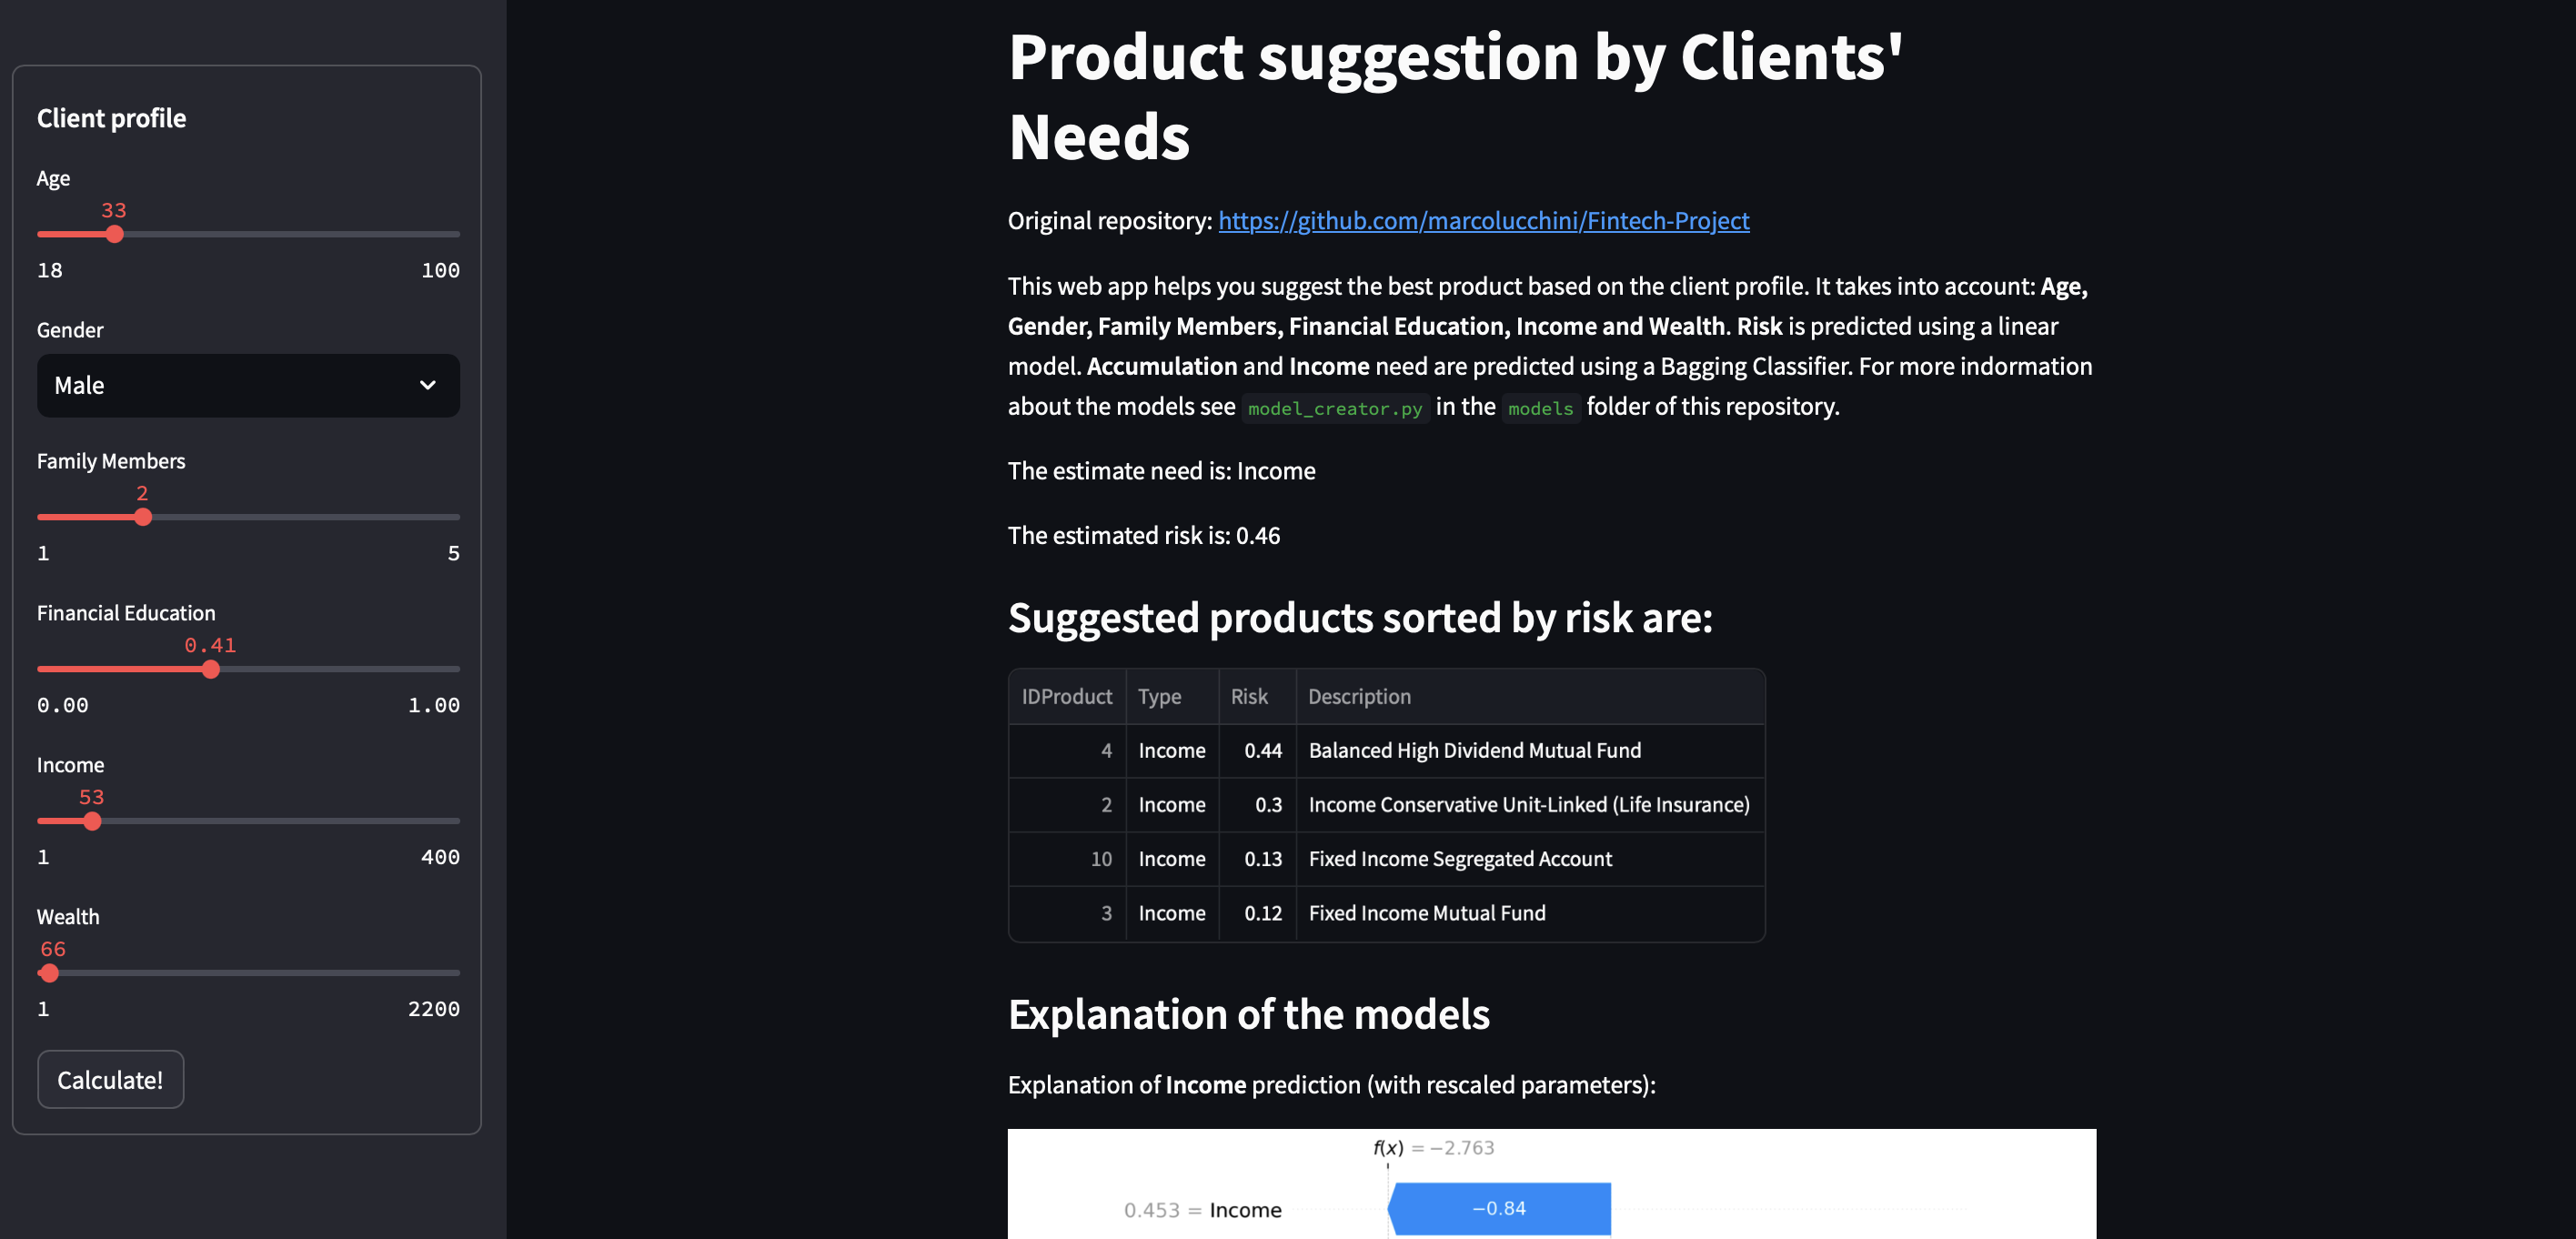 Client profile
Age
33
18 100
Gender
Male
Family Members
2
1 5
Financial Education
0.41
0.00 1.00
Income
53
1 400
Wealth
66
1 2200
Calculate!
Product suggestion by Clients'
Needs
Original repository: https://github.com/marcolucchini/Fintech-Project
This web app helps you suggest the best product based on the client profile. It takes into account: Age,
Gender, Family Members, Financial Education, Income and Wealth. Risk is predicted using a linear
model. Accumulation and Income need are predicted using a Bagging Classifier. For more indormation
about the models see model_creator.py in the models folder of this repository.
The estimate need is: Income
The estimated risk is: 0.46
Suggested products sorted by risk are:
IDProduct Type Risk Description
4 Income 0.44 Balanced High Dividend Mutual Fund
2 Income 0.3 Income Conservative Unit-Linked (Life Insurance)
10 Income 0.13 Fixed Income Segregated Account
3 Income 0.12 Fixed Income Mutual Fund
Explanation of the models
Explanation of Income prediction (with rescaled parameters):
f(x) = −2.763
0.453 = Income −0.84